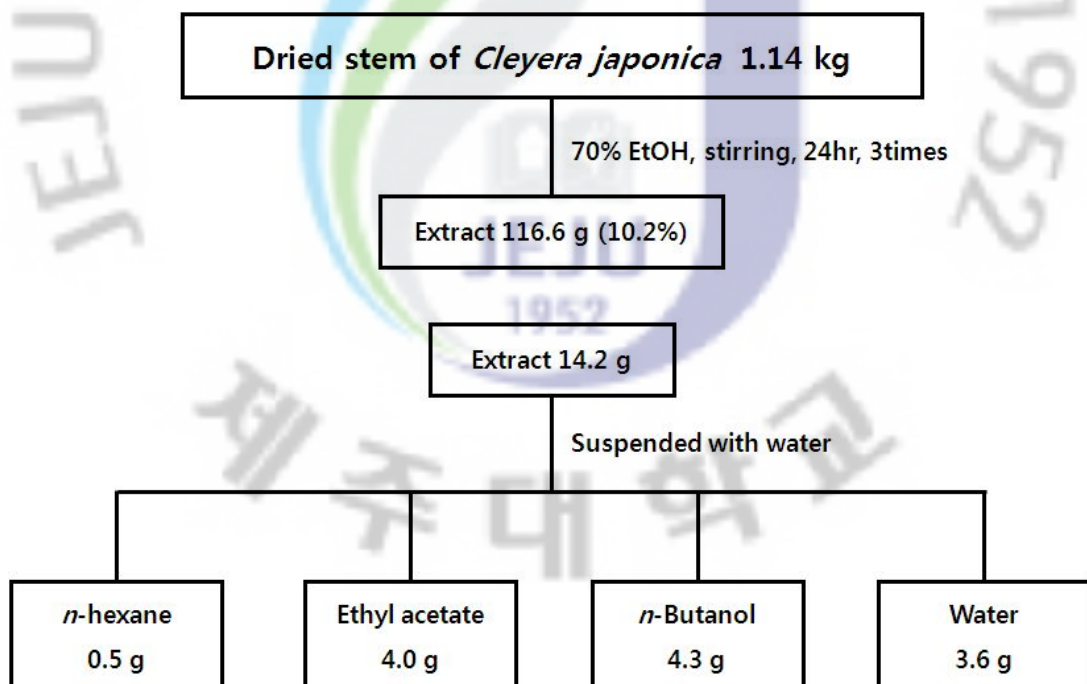 Dried stem of Cleyera japonica 1.14 kg
70% EtOH, stirring, 24hr, 3times
Extract 116.6 g (10.2%)
JEJU
1952
Extract 14.2 g
Suspended with water
n-hexane
0.5 g
Ethyl acetate
4.0 g
n-Butanol
4.3 g
Water
3.6 g
제주대학교
1952